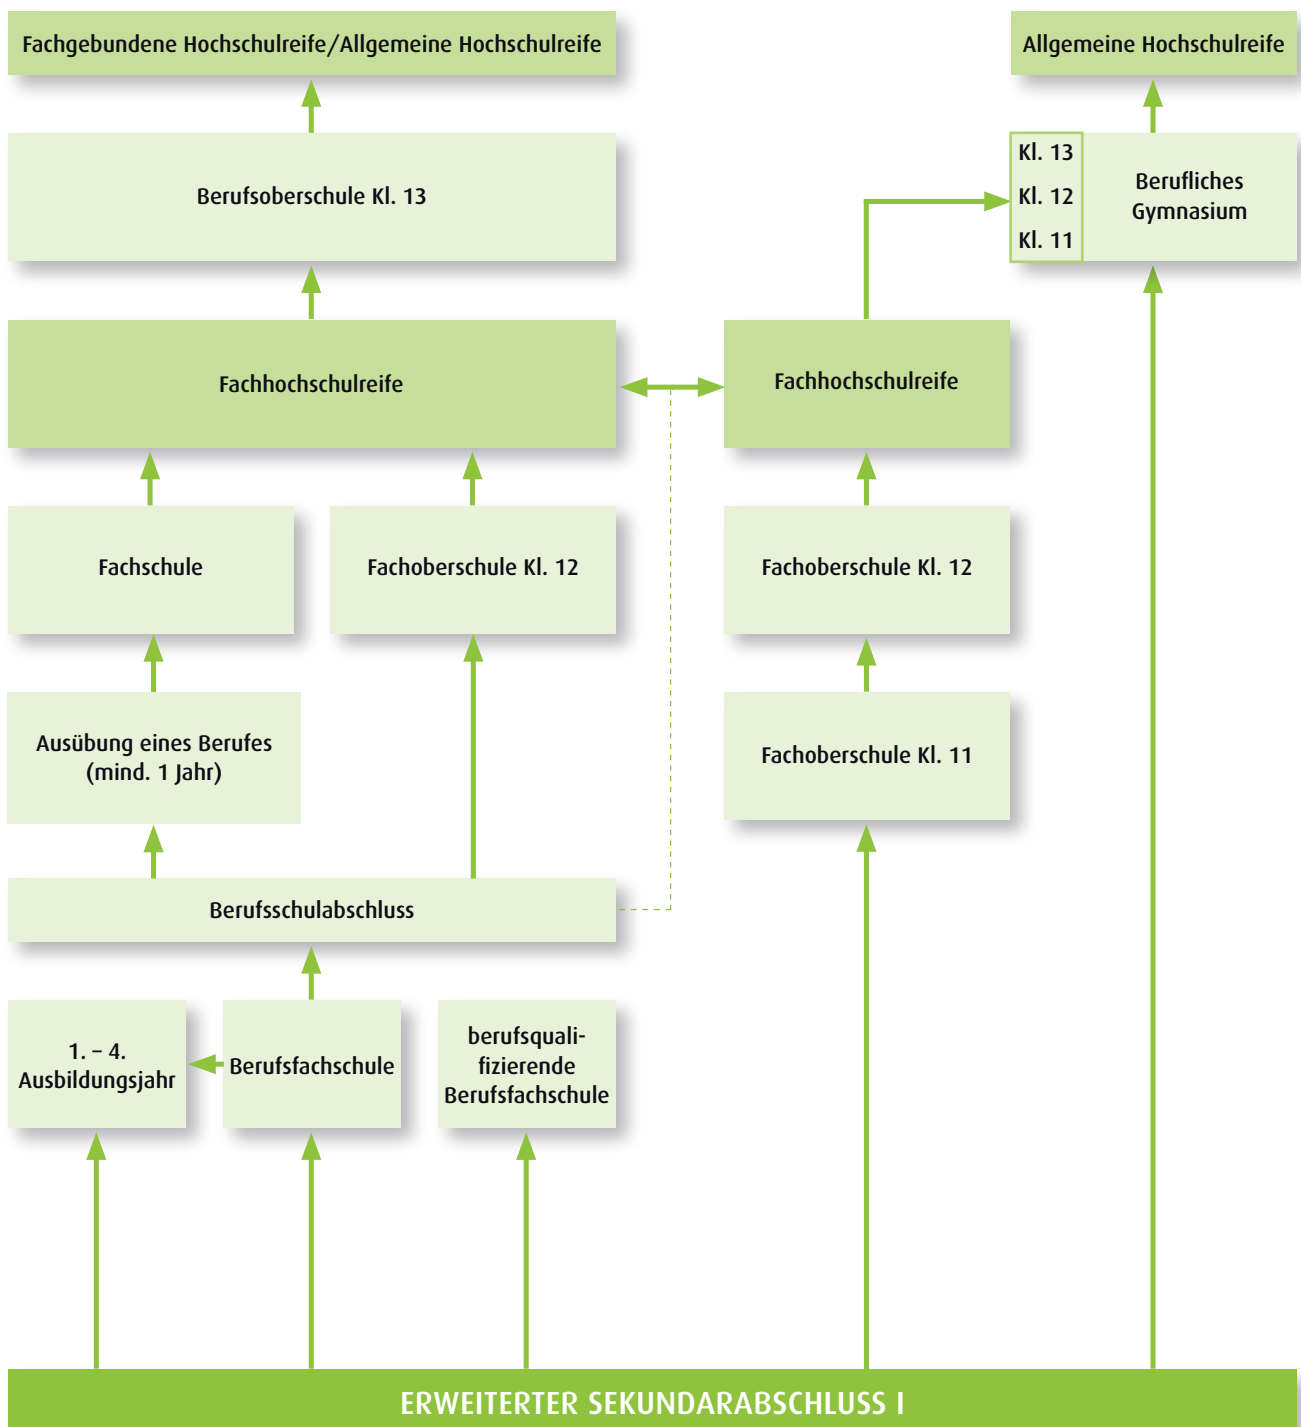 Fachgebundene Hochschulreife/Allgemeine Hochschulreife
Allgemeine Hochschulreife
Berufsoberschule Kl. 13
Kl. 13
Kl. 12
Kl. 11
Berufliches
Gymnasium
Fachhochschulreife
Fachhochschulreife
Fachschule
Fachoberschule Kl. 12
Fachoberschule Kl. 12
Ausübung eines Berufes
(mind. 1 Jahr)
Fachoberschule Kl. 11
Berufsschulabschluss
1. – 4.
Ausbildungsjahr
Berufsfachschule
berufsquali-
fizierende
Berufsfachschule
ERWEITERTER SEKUNDARABSCHLUSS I